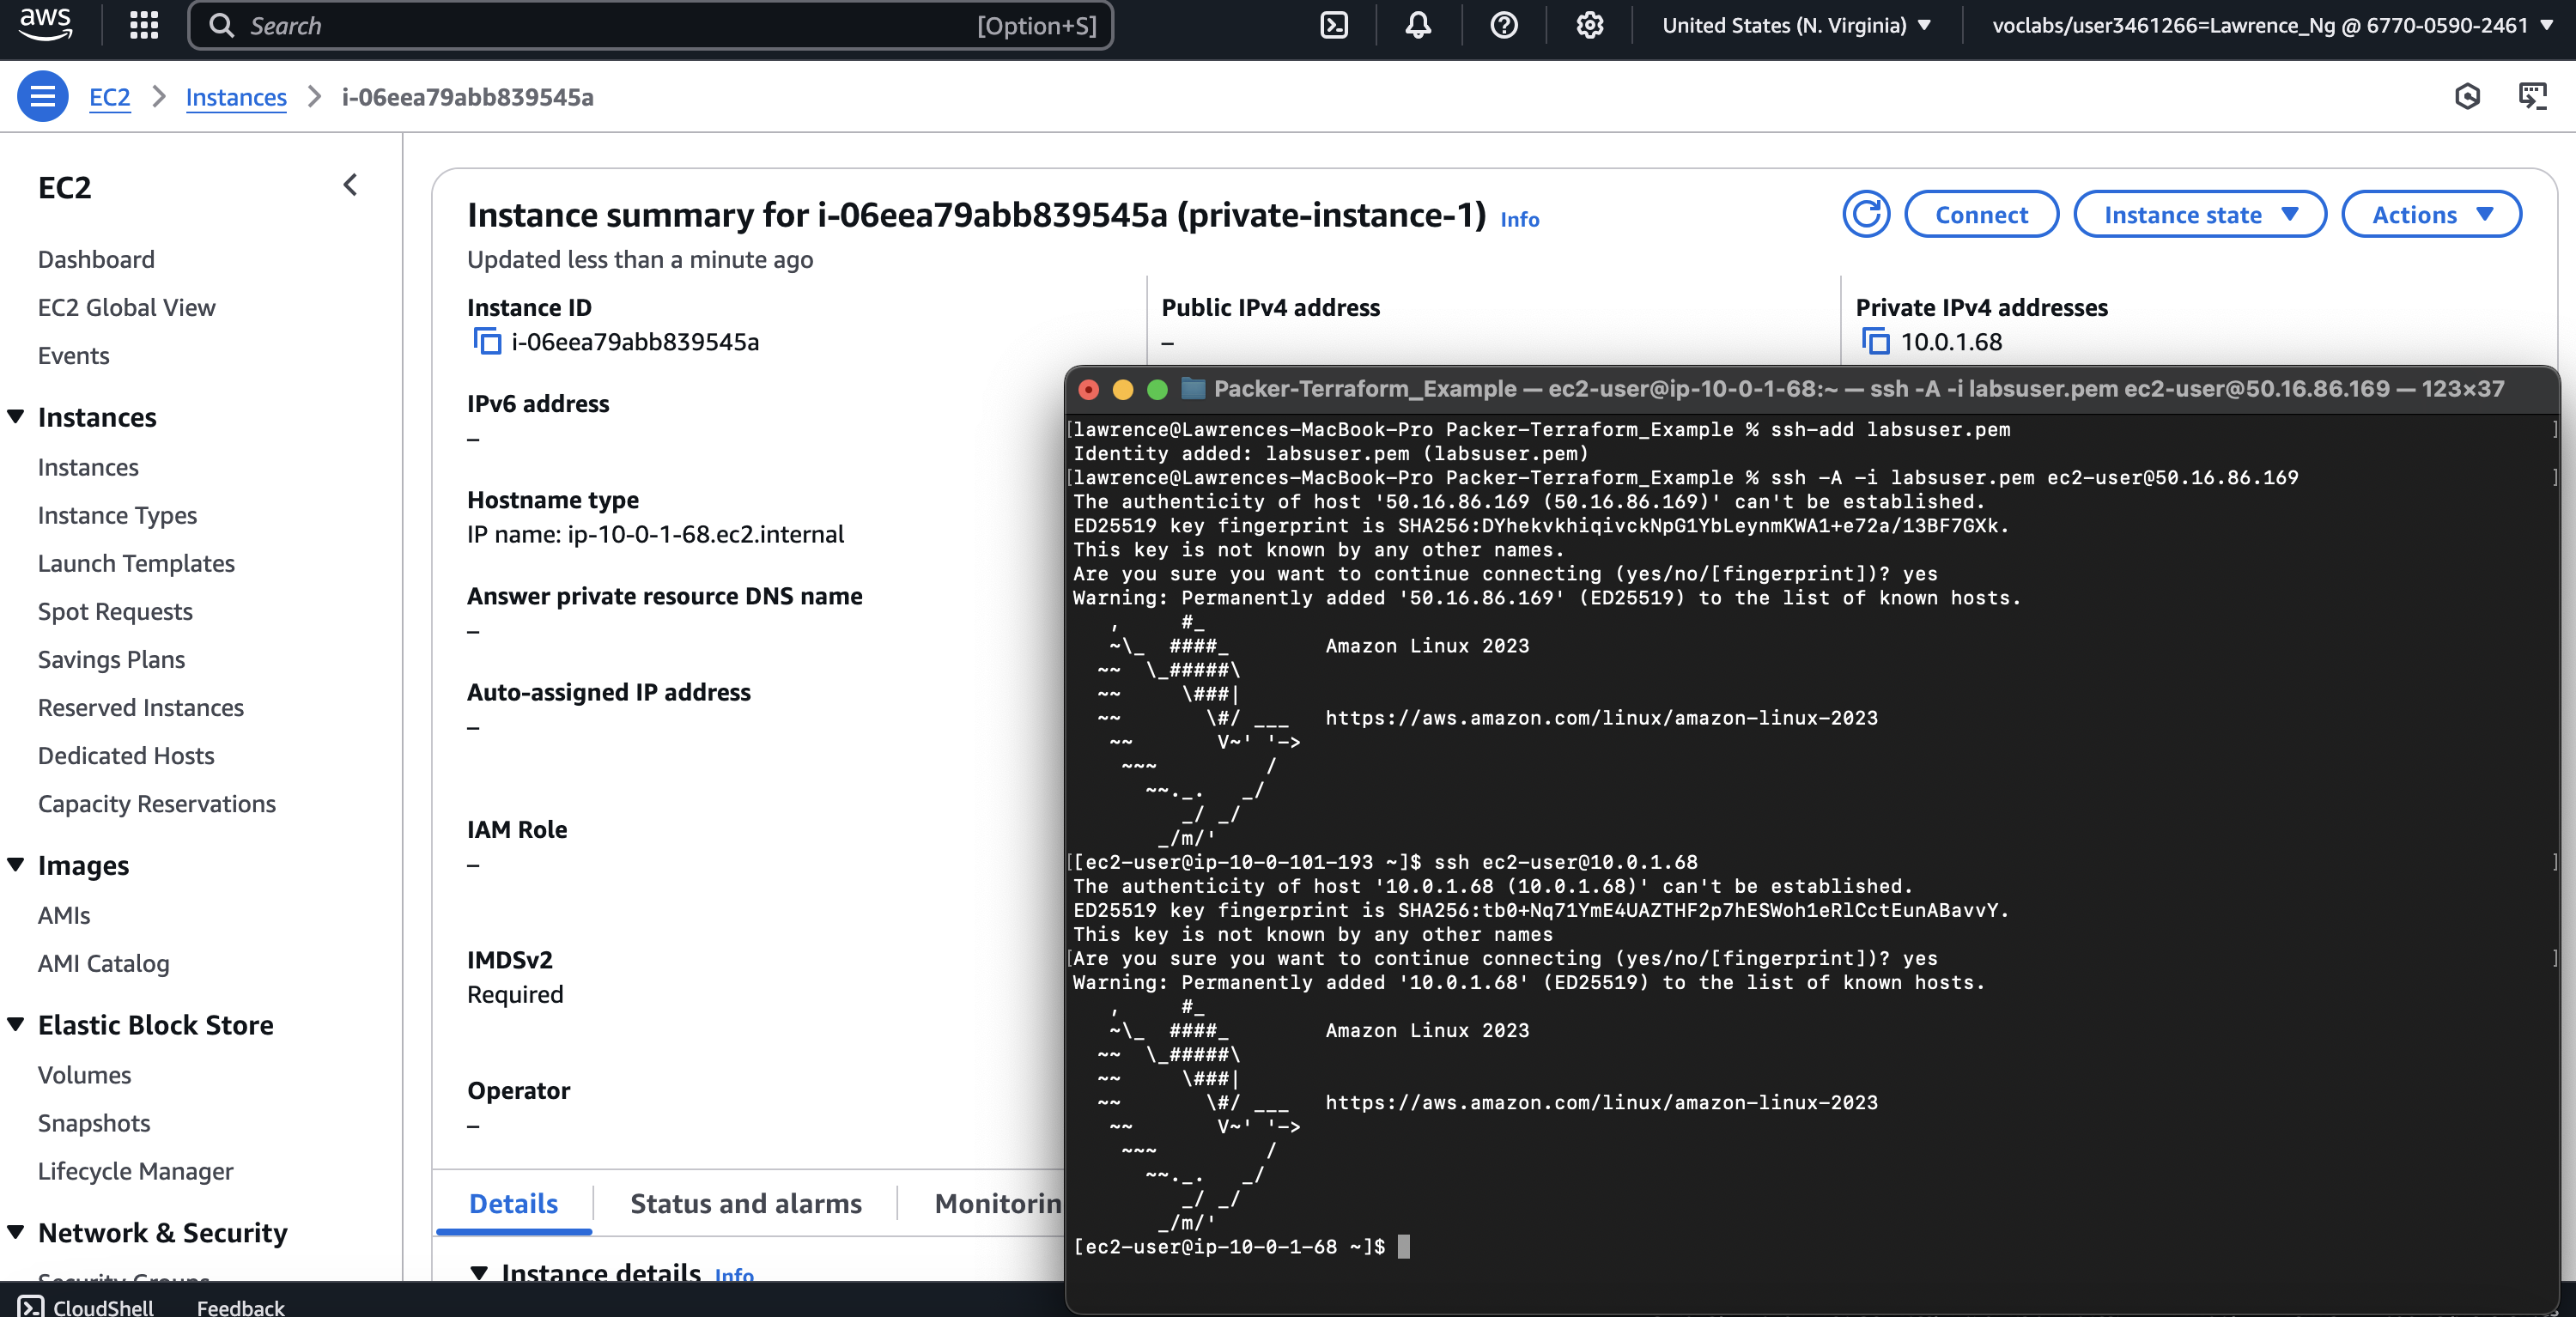 aws
Search [Option+S]
United States (N. Virginia) ▼
voclabs/user3461266=Lawrence_Ng @ 6770-0590-2461 ▼
EC2 > Instances > i-06eea79abb839545a
EC2
Dashboard
EC2 Global View
Events
Instances
Instances
Instance Types
Launch Templates
Spot Requests
Savings Plans
Reserved Instances
Dedicated Hosts
Capacity Reservations
Images
AMIs
AMI Catalog
Elastic Block Store
Volumes
Snapshots
Lifecycle Manager
Network & Security
Security Groups
Instance summary for i-06eea79abb839545a (private-instance-1) Info
Updated less than a minute ago
Connect
Instance state ▼
Actions ▼
Instance ID
i-06eea79abb839545a
Public IPv4 address
–
Private IPv4 addresses
10.0.1.68
IPv6 address
–
Hostname type
IP name: ip-10-0-1-68.ec2.internal
Answer private resource DNS name
–
Auto-assigned IP address
–
IAM Role
–
IMDSv2
Required
Operator
–
Details
Status and alarms
Monitorin
Instance details Info
Packer-Terraform_Example — ec2-user@ip-10-0-1-68:~ — ssh -A -i labsuser.pem ec2-user@50.16.86.169 — 123×37
[lawrence@Lawrences-MacBook-Pro Packer-Terraform_Example % ssh-add labsuser.pem ]
Identity added: labsuser.pem (labsuser.pem)
[lawrence@Lawrences-MacBook-Pro Packer-Terraform_Example % ssh -A -i labsuser.pem ec2-user@50.16.86.169 ]
The authenticity of host '50.16.86.169 (50.16.86.169)' can't be established.
ED25519 key fingerprint is SHA256:DYhekvkhiqivckNpG1YbLeynmKWA1+e72a/13BF7GXk.
This key is not known by any other names.
Are you sure you want to continue connecting (yes/no/[fingerprint])? yes
Warning: Permanently added '50.16.86.169' (ED25519) to the list of known hosts.
   ,     #_
   ~\_  ####_        Amazon Linux 2023
  ~~  \_#####\
  ~~     \###|
  ~~       \#/ ___   https://aws.amazon.com/linux/amazon-linux-2023
   ~~       V~' '->
    ~~~         /
      ~~._.   _/
         _/ _/
       _/m/'
[[ec2-user@ip-10-0-101-193 ~]$ ssh ec2-user@10.0.1.68 ]
The authenticity of host '10.0.1.68 (10.0.1.68)' can't be established.
ED25519 key fingerprint is SHA256:tb0+Nq71YmE4UAZTHF2p7hESWoh1eRlCctEunABavvY.
This key is not known by any other names
[Are you sure you want to continue connecting (yes/no/[fingerprint])? yes ]
Warning: Permanently added '10.0.1.68' (ED25519) to the list of known hosts.
   ,     #_
   ~\_  ####_        Amazon Linux 2023
  ~~  \_#####\
  ~~     \###|
  ~~       \#/ ___   https://aws.amazon.com/linux/amazon-linux-2023
   ~~       V~' '->
    ~~~         /
      ~~._.   _/
         _/ _/
       _/m/'
[ec2-user@ip-10-0-1-68 ~]$
CloudShell
Feedback